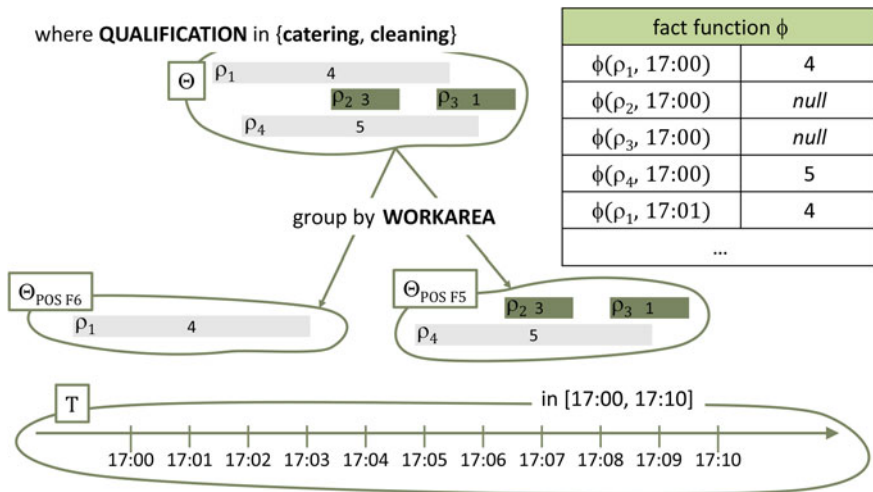 where QUALIFICATION in {catering, cleaning}
Θ
ρ1 4
ρ2 3
ρ3 1
ρ4 5
group by WORKAREA
fact function ϕ
ϕ(ρ1, 17:00) 4
ϕ(ρ2, 17:00) null
ϕ(ρ3, 17:00) null
ϕ(ρ4, 17:00) 5
ϕ(ρ1, 17:01) 4
...
ΘPOS F6
ρ1 4
ΘPOS F5
ρ2 3
ρ3 1
ρ4 5
T
in [17:00, 17:10]
17:00 17:01 17:02 17:03 17:04 17:05 17:06 17:07 17:08 17:09 17:10